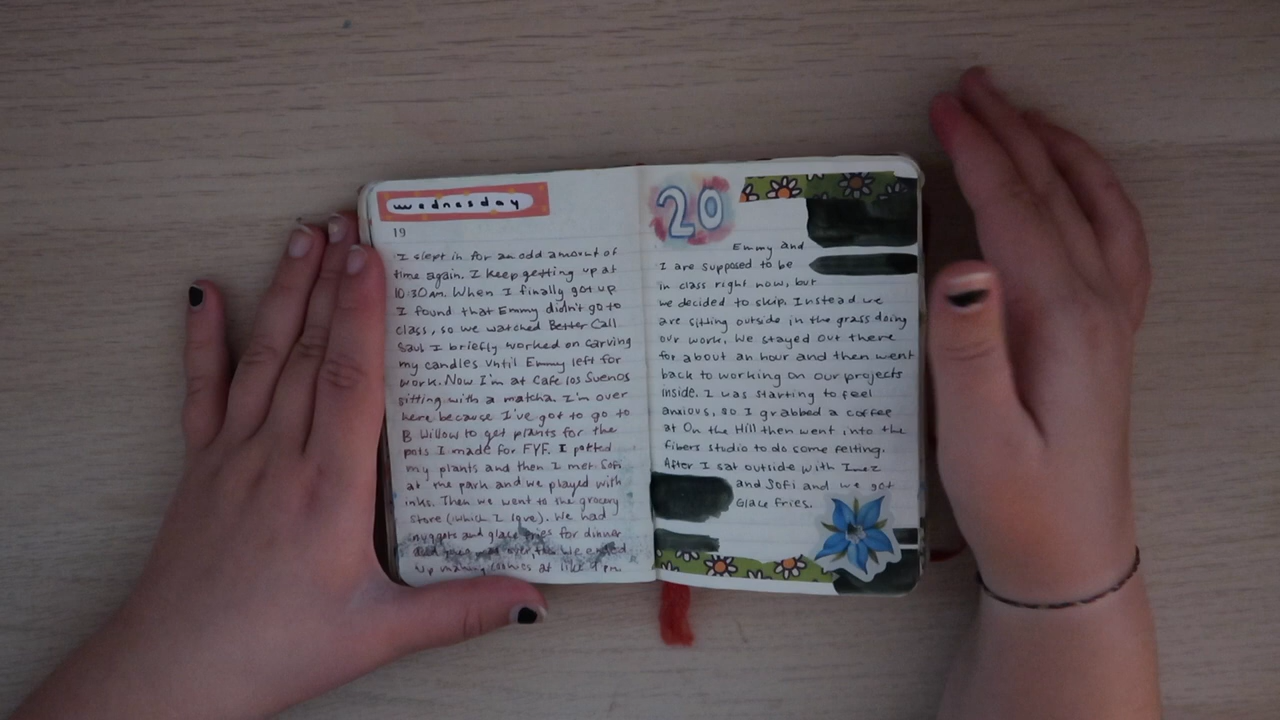 wednesday
19
I slept in for an odd amount of
time again. I keep getting up at
10:30am. When I finally got up
I found that Emmy didn't go to
class, so we watched Better Call
Saul. I briefly worked on carving
my candles until Emmy left for
work. Now I'm at Cafe los Suenos
sitting with a matcha. I'm over
here because I've got to go to
B Willow to get plants for the
pots I made for FYF. I potted
my plants and then I met Sofi
at the park and we played with
inks. Then we went to the grocery
store (which I love). We had
nuggets and glace fries for dinner
over, We ended
up making cookies at like 9pm
20
Emmy and
I are supposed to be
in class right now, but
we decided to skip. Instead we
are sitting outside in the grass doing
our work. We stayed out there
for about an hour and then went
back to working on our projects
inside. I was starting to feel
anxious, so I grabbed a coffee
at On the Hill then went into the
fibers studio to do some felting.
After I sat outside with Inez
and Sofi and we got
Glace fries.